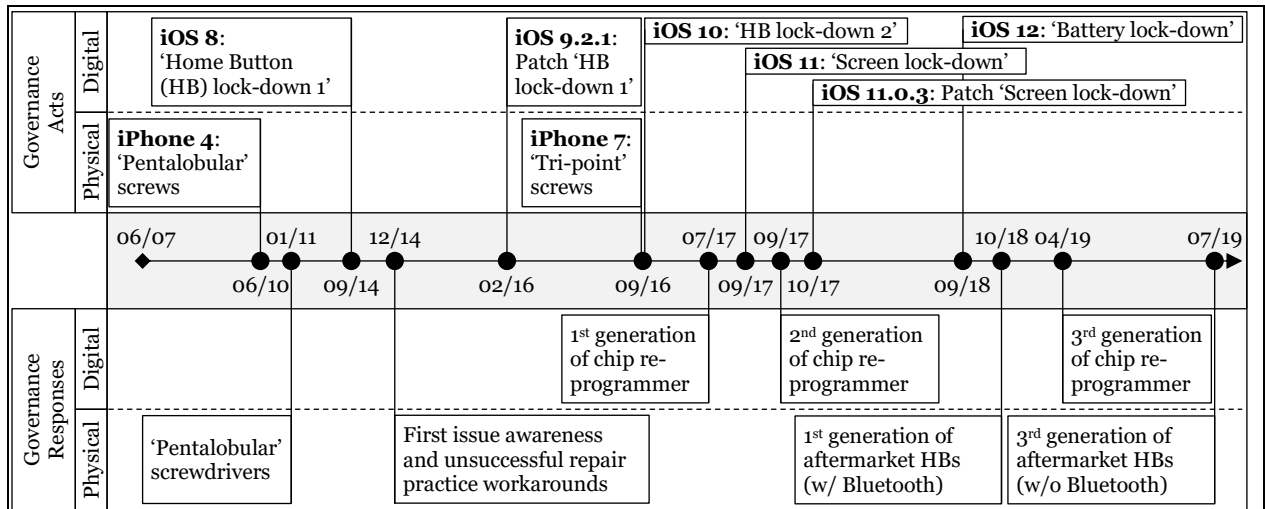 Governance
Acts
Digital
Physical
iOS 8:
‘Home Button
(HB) lock-down 1’
iOS 9.2.1:
Patch ‘HB
lock-down 1’
iOS 10: ‘HB lock-down 2’
iOS 12: ‘Battery lock-down’
iOS 11: ‘Screen lock-down’
iOS 11.0.3: Patch ‘Screen lock-down’
iPhone 4:
‘Pentalobular’
screws
iPhone 7:
‘Tri-point’
screws
06/07 01/11 12/14 07/17 09/17 10/18 04/19 07/19
06/10 09/14 02/16 09/16 09/17 10/17 09/18
Governance
Responses
Digital
Physical
1st generation
of chip re-
programmer
2nd generation
of chip re-
programmer
3rd generation
of chip re-
programmer
‘Pentalobular’
screwdrivers
First issue awareness
and unsuccessful repair
practice workarounds
1st generation of
aftermarket HBs
(w/ Bluetooth)
3rd generation of
aftermarket HBs
(w/o Bluetooth)